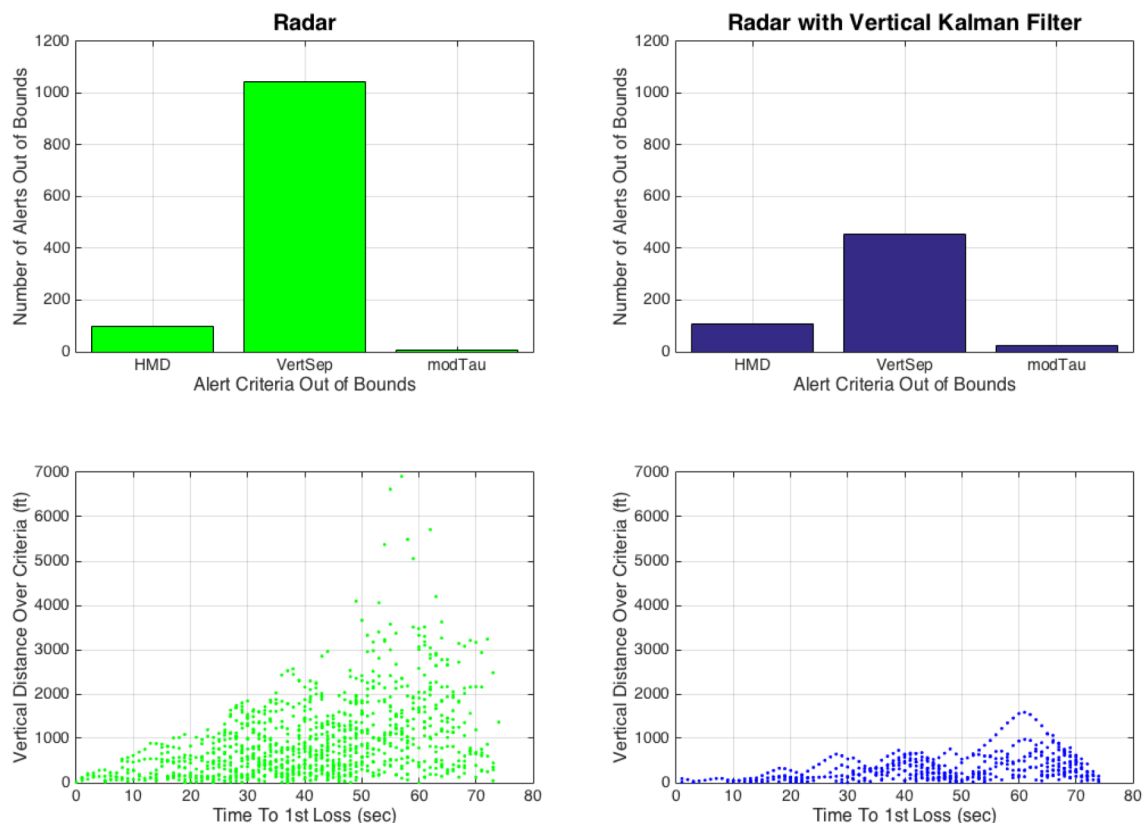 Radar
Number of Alerts Out of Bounds
1200
1000
800
600
400
200
0
HMD VertSep modTau
Alert Criteria Out of Bounds
Radar with Vertical Kalman Filter
Number of Alerts Out of Bounds
1200
1000
800
600
400
200
0
HMD VertSep modTau
Alert Criteria Out of Bounds
Vertical Distance Over Criteria (ft)
7000
6000
5000
4000
3000
2000
1000
0
0 10 20 30 40 50 60 70 80
Time To 1st Loss (sec)
Vertical Distance Over Criteria (ft)
7000
6000
5000
4000
3000
2000
1000
0
0 10 20 30 40 50 60 70 80
Time To 1st Loss (sec)